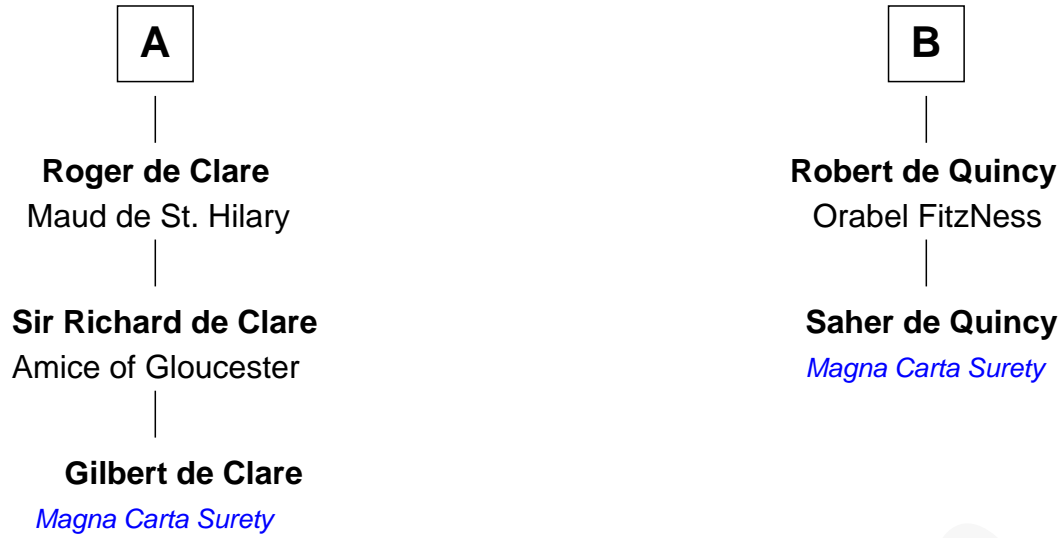 A
Roger de Clare
Maud de St. Hilary
Sir Richard de Clare
Amice of Gloucester
Gilbert de Clare
Magna Carta Surety
B
Robert de Quincy
Orabel FitzNess
Saher de Quincy
Magna Carta Surety